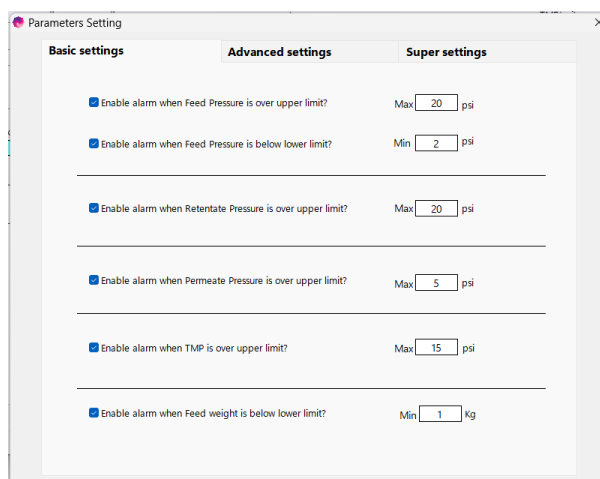 Parameters Setting
Basic settings Advanced settings Super settings
Enable alarm when Feed Pressure is over upper limit? Max 20 psi
Enable alarm when Feed Pressure is below lower limit? Min 2 psi
Enable alarm when Retentate Pressure is over upper limit? Max 20 psi
Enable alarm when Permeate Pressure is over upper limit? Max 5 psi
Enable alarm when TMP is over upper limit? Max 15 psi
Enable alarm when Feed weight is below lower limit? Min 1 Kg